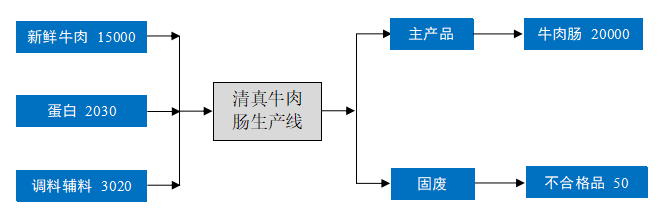 新鲜牛肉 15000
蛋白 2030
调料辅料 3020
清真牛肉
肠生产线
主产品
牛肉肠 20000
固废
不合格品 50